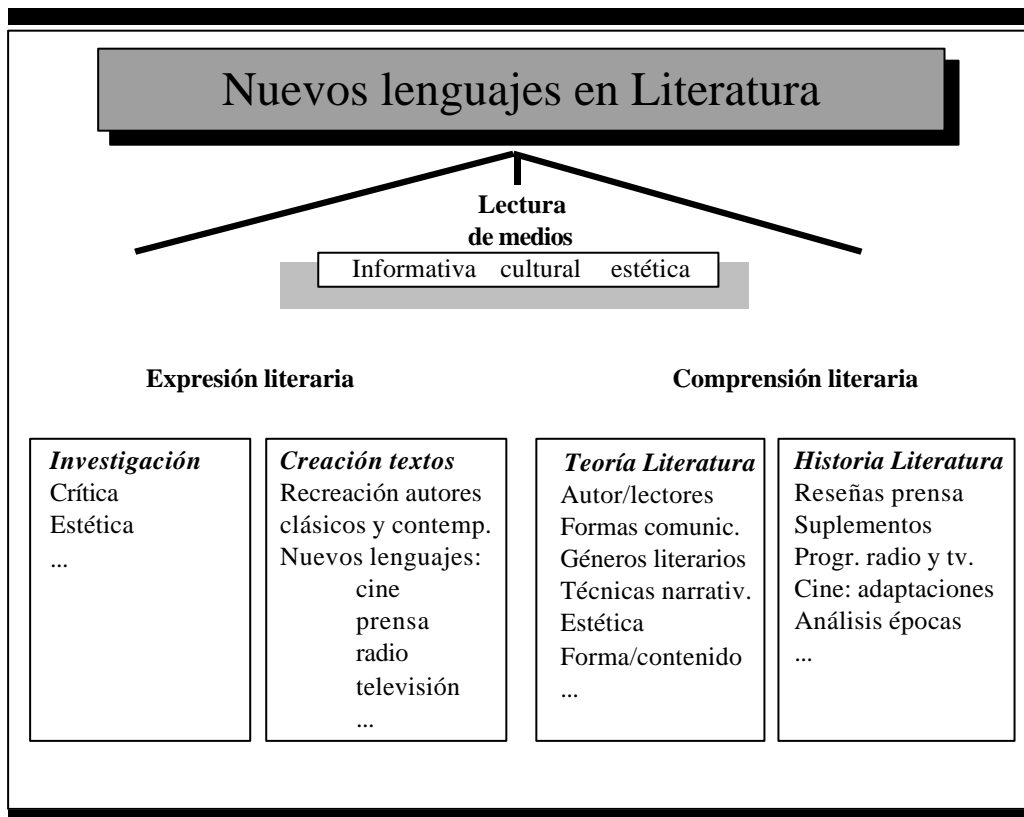 Nuevos lenguajes en Literatura
Lectura
de medios
Informativa cultural estética
Expresión literaria
Investigación
Crítica
Estética
...
Creación textos
Recreación autores
clásicos y contemp.
Nuevos lenguajes:
cine
prensa
radio
televisión
...
Comprensión literaria
Teoría Literatura
Autor/lectores
Formas comunic.
Géneros literarios
Técnicas narrativ.
Estética
Forma/contenido
...
Historia Literatura
Reseñas prensa
Suplementos
Progr. radio y tv.
Cine: adaptaciones
Análisis épocas
...